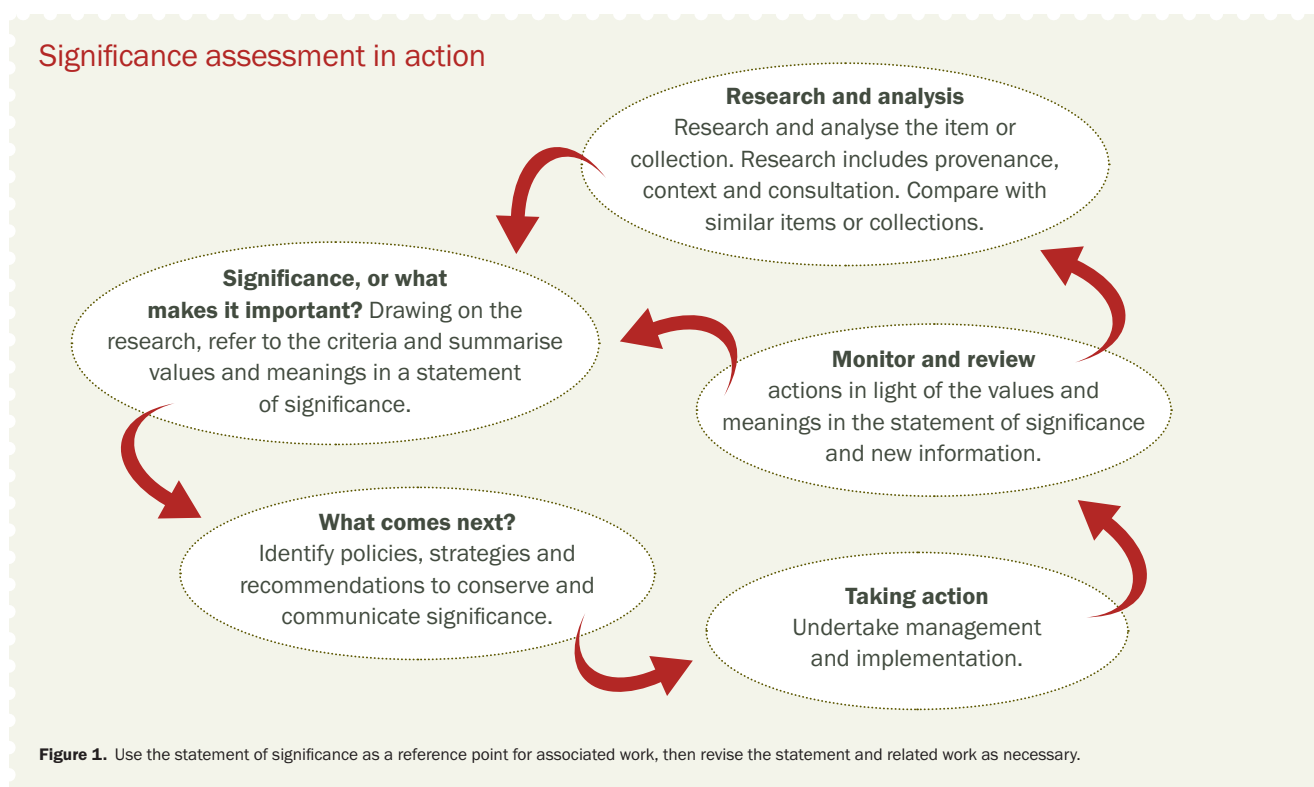 Significance assessment in action
Research and analysis
Research and analyse the item or
collection. Research includes provenance,
context and consultation. Compare with
similar items or collections.
Significance, or what
makes it important? Drawing on the
research, refer to the criteria and summarise
values and meanings in a statement
of significance.
What comes next?
Identify policies, strategies and
recommendations to conserve and
communicate significance.
Taking action
Undertake management
and implementation.
Monitor and review
actions in light of the values and
meanings in the statement of significance
and new information.
Figure 1. Use the statement of significance as a reference point for associated work, then revise the statement and related work as necessary.